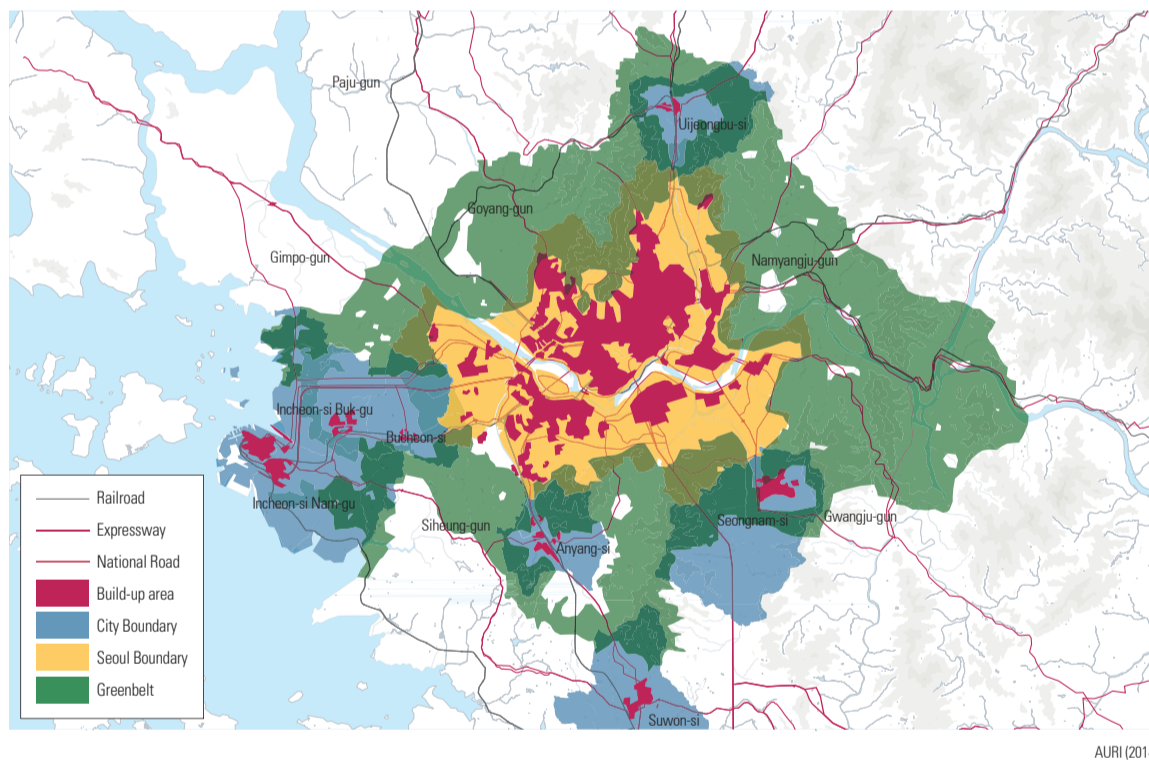 Paju-gun
Uijeongbu-si
Goyang-gun
Gimpo-gun
Namyangju-gun
Incheon-si Buk-gu
Bucheon-si
Incheon-si Nam-gu
Siheung-gun
Anyang-si
Seongnam-si
Gwangju-gun
Suwon-si
Railroad
Expressway
National Road
Build-up area
City Boundary
Seoul Boundary
Greenbelt
AURI (201